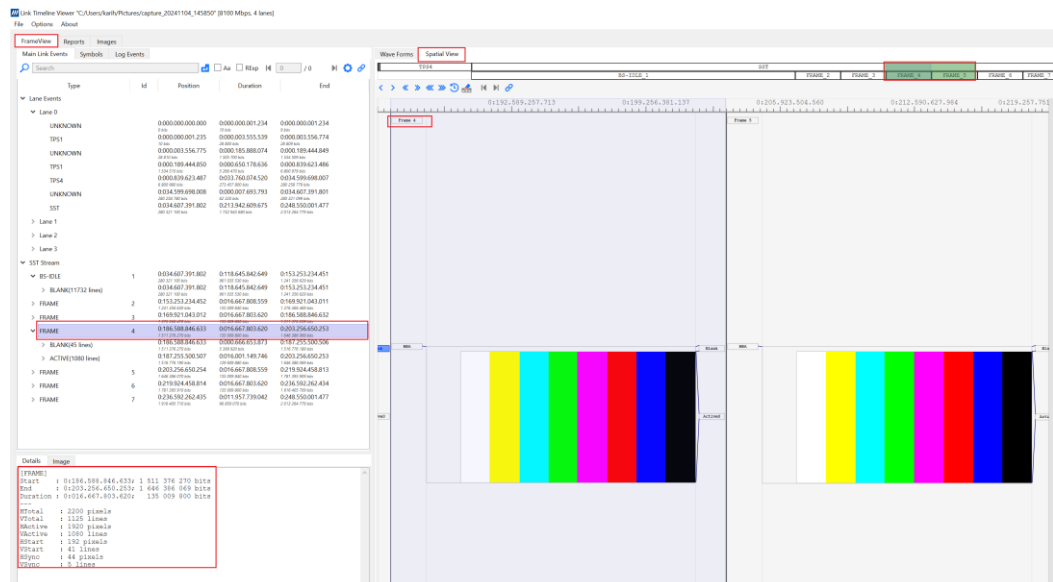 Link Timeline Viewer "C:/Users/karih/Pictures/capture_20241104_145850" [8100 Mbps, 4 lanes]
File Options About
FrameView Reports Images
Main Link Events Symbols Log Events
Search Aa REsp 0 / 0
Type Id Position Duration End
Lane Events
Lane 0
UNKNOWN 0:000.000.000.000 0:000.000.001.234 0:000.000.001.234
TPS1 0:000.000.001.235 0:000.003.555.539 0:000.003.556.774
UNKNOWN 0:000.003.556.775 0:000.185.888.074 0:000.189.444.849
TPS1 0:000.189.444.850 0:000.650.178.636 0:000.839.623.486
TPS4 0:000.839.623.487 0:033.760.074.520 0:034.599.698.007
UNKNOWN 0:034.599.698.008 0:000.007.693.793 0:034.607.391.801
SST 0:034.607.391.802 0:213.942.609.675 0:248.550.001.477
Lane 1
Lane 2
Lane 3
SST Stream
BS-IDLE 1 0:034.607.391.802 0:118.645.842.649 0:153.253.234.451
BLANK(11732 lines) 0:034.607.391.802 0:118.645.842.649 0:153.253.234.451
FRAME 2 0:153.253.234.452 0:016.667.808.559 0:169.921.043.011
FRAME 3 0:169.921.043.012 0:016.667.803.620 0:186.588.846.632
FRAME 4 0:186.588.846.633 0:016.667.803.620 0:203.256.650.253
BLANK(45 lines) 0:186.588.846.633 0:000.666.653.873 0:187.255.500.506
ACTIVE(1080 lines) 0:187.255.500.507 0:016.001.149.746 0:203.256.650.253
FRAME 5 0:203.256.650.254 0:016.667.808.559 0:219.924.458.813
FRAME 6 0:219.924.458.814 0:016.667.803.620 0:236.592.262.434
FRAME 7 0:236.592.262.435 0:011.957.739.042 0:248.550.001.477
Details Image
[FRAME]
Start : 0:186.588.846.633; 1 511 376 270 bits
End : 0:203.256.650.253; 1 646 386 069 bits
Duration : 0:016.667.803.620; 135 009 800 bits
---
HTotal : 2200 pixels
VTotal : 1125 lines
HActive : 1920 pixels
VActive : 1080 lines
HStart : 192 pixels
VStart : 41 lines
HSync : 44 pixels
VSync : 5 lines
Wave Forms Spatial View
TPS4 SST
BS-IDLE_1 FRAME_2 FRAME_3 FRAME_4 FRAME_5 FRAME_6 FRAME_7
0:192.589.257.713 0:199.256.381.137 0:205.923.504.560 0:212.590.627.984 0:219.257.751
Frame 4 Frame 5